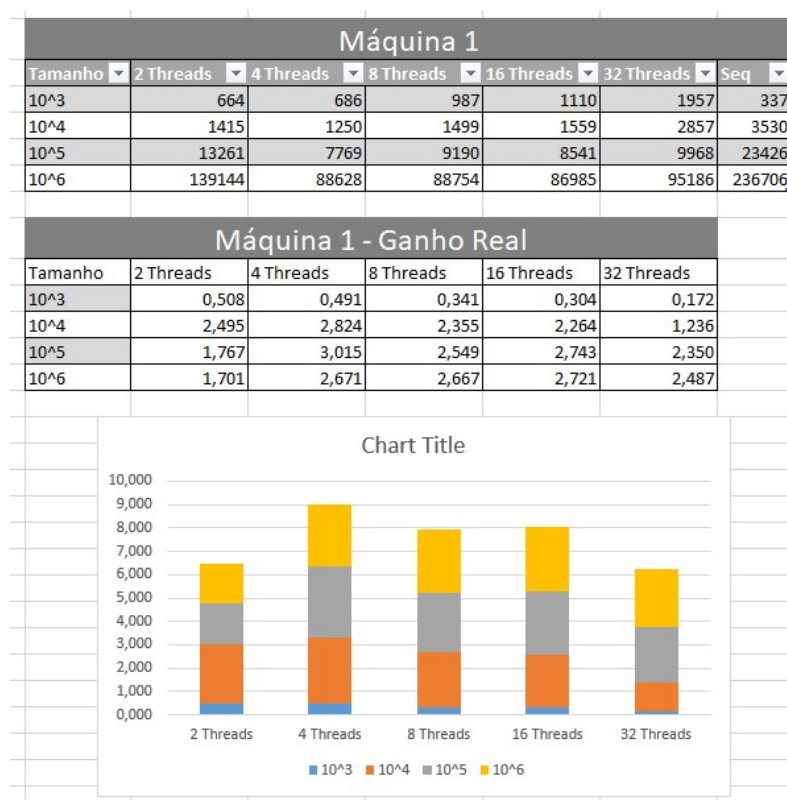 Máquina 1
Tamanho 2 Threads 4 Threads 8 Threads 16 Threads 32 Threads Seq
10^3 664 686 987 1110 1957 337
10^4 1415 1250 1499 1559 2857 3530
10^5 13261 7769 9190 8541 9968 23426
10^6 139144 88628 88754 86985 95186 236706
Máquina 1 - Ganho Real
Tamanho 2 Threads 4 Threads 8 Threads 16 Threads 32 Threads
10^3 0,508 0,491 0,341 0,304 0,172
10^4 2,495 2,824 2,355 2,264 1,236
10^5 1,767 3,015 2,549 2,743 2,350
10^6 1,701 2,671 2,667 2,721 2,487
Chart Title
10,000
9,000
8,000
7,000
6,000
5,000
4,000
3,000
2,000
1,000
0,000
2 Threads 4 Threads 8 Threads 16 Threads 32 Threads
10^3 10^4 10^5 10^6